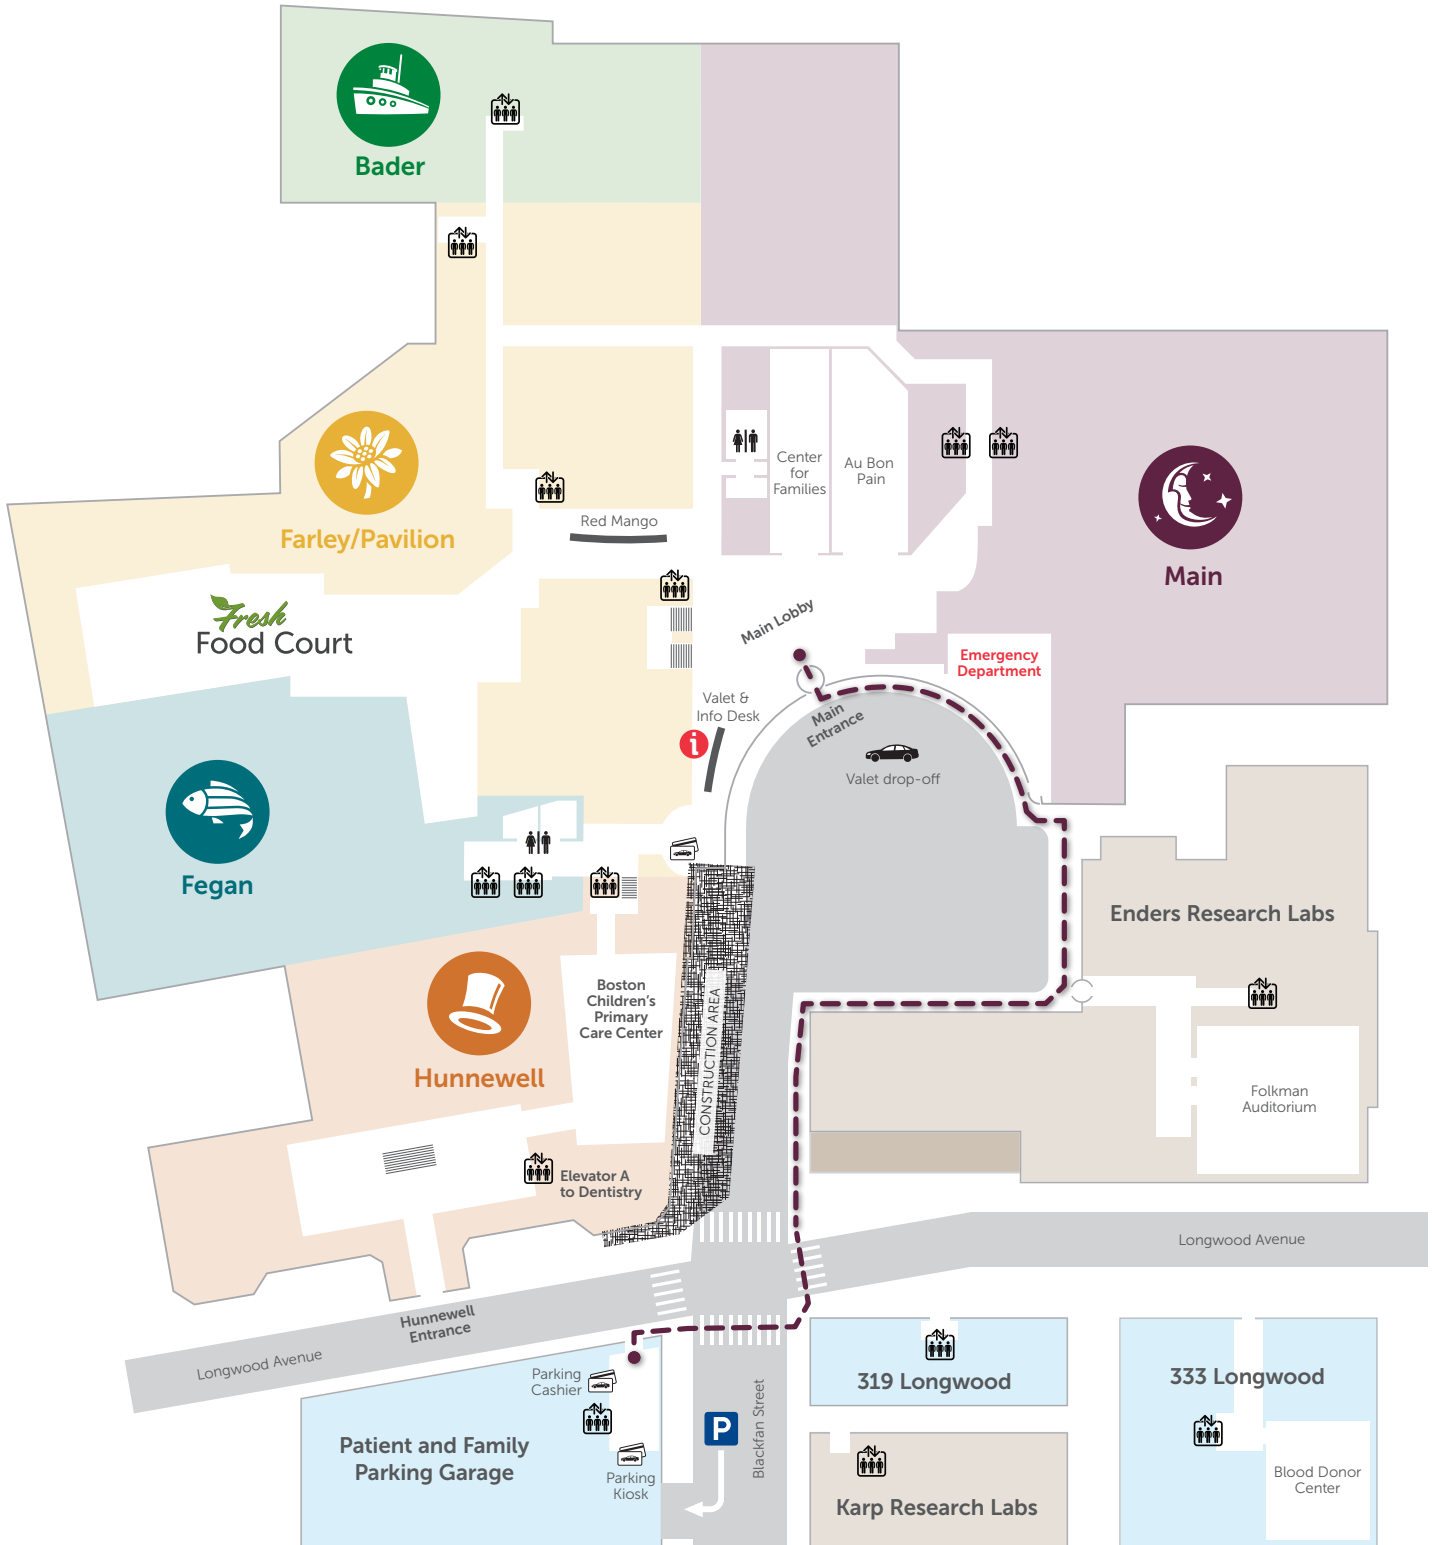 Bader
Center
for
Families
Au Bon
Pain
Red Mango
Farley/Pavilion
Main
Fresh
Food Court
Main Lobby
Emergency
Department
Valet &
Info Desk
i
Main
Entrance
Valet drop-off
Fegan
Enders Research Labs
Boston
Children's
Primary
Care Center
CONSTRUCTION AREA
Hunnewell
Folkman
Auditorium
Elevator A
to Dentistry
Longwood Avenue
Hunnewell
Entrance
Longwood Avenue
Parking
Cashier
319 Longwood
333 Longwood
P
Blackfan Street
Patient and Family
Parking Garage
Parking
Kiosk
Karp Research Labs
Blood Donor
Center